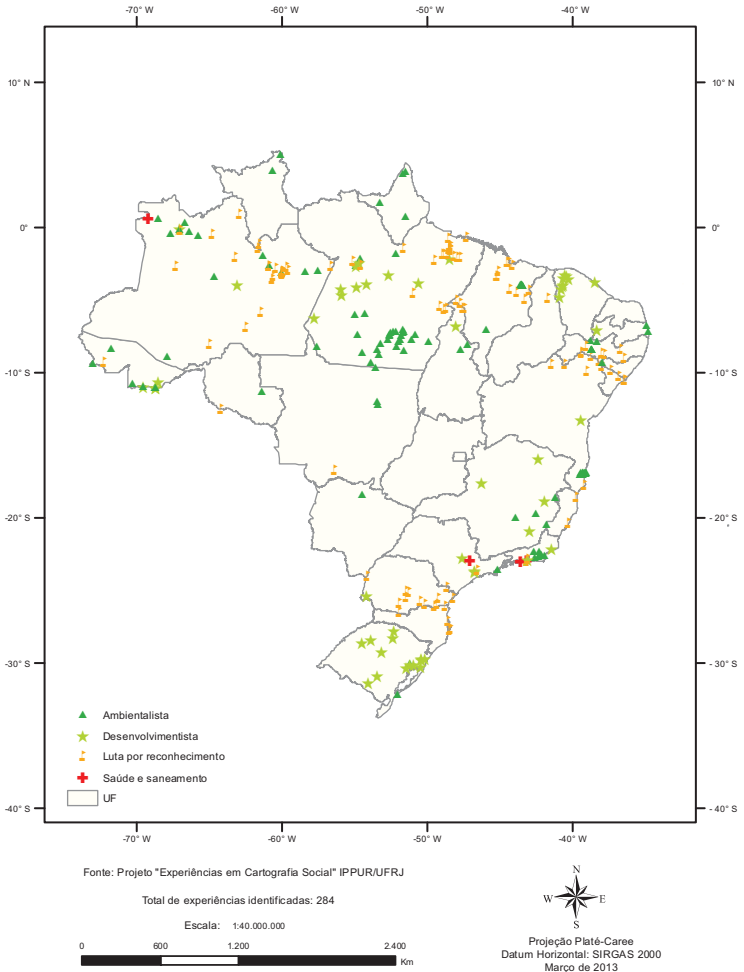 -70° W -60° W -50° W -40° W
10° N 10° N
0° 0°
-10° S -10° S
-20° S -20° S
-30° S -30° S
Ambientalista
Desenvolvimentista
Luta por reconhecimento
Saúde e saneamento
UF
-40° S -40° S
-70° W -60° W -50° W -40° W
Fonte: Projeto "Experiências em Cartografia Social" IPPUR/UFRJ
Total de experiências identificadas: 284
Escala: 1:40.000.000
0 600 1.200 2.400
Km
N
W E
S
Projeção Platé-Caree
Datum Horizontal: SIRGAS 2000
Março de 2013